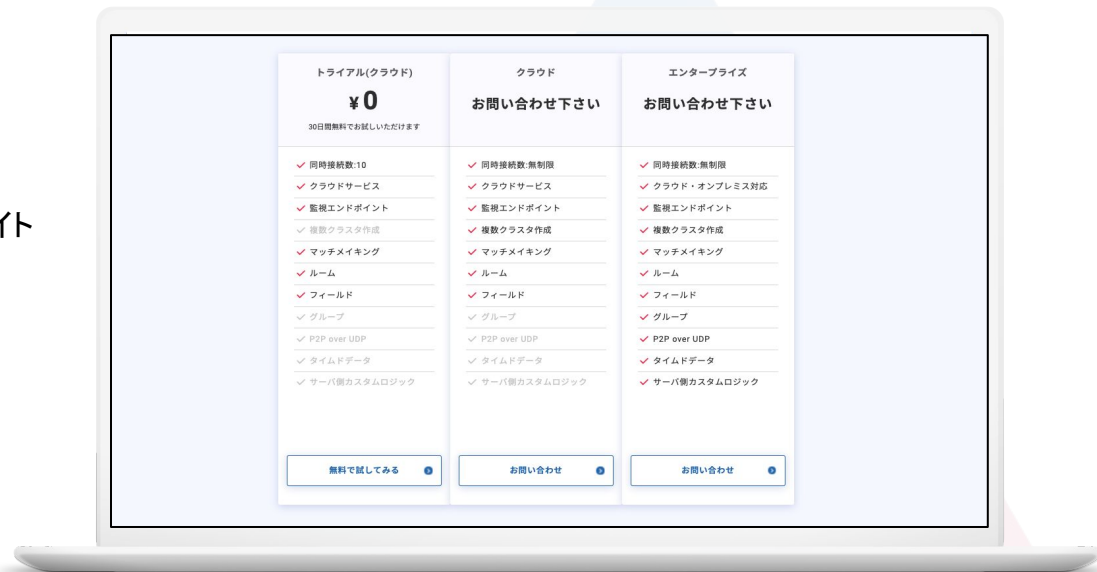 イト
トライアル(クラウド)
¥0
30日間無料でお試しいただけます
同時接続数:10
クラウドサービス
監視エンドポイント
複数クラスタ作成
マッチメイキング
ルーム
フィールド
グループ
P2P over UDP
タイムドデータ
サーバ側カスタムロジック
無料で試してみる
クラウド
お問い合わせ下さい
同時接続数:無制限
クラウドサービス
監視エンドポイント
複数クラスタ作成
マッチメイキング
ルーム
フィールド
グループ
P2P over UDP
タイムドデータ
サーバ側カスタムロジック
お問い合わせ
エンタープライズ
お問い合わせ下さい
同時接続数:無制限
クラウド・オンプレミス対応
監視エンドポイント
複数クラスタ作成
マッチメイキング
ルーム
フィールド
グループ
P2P over UDP
タイムドデータ
サーバ側カスタムロジック
お問い合わせ